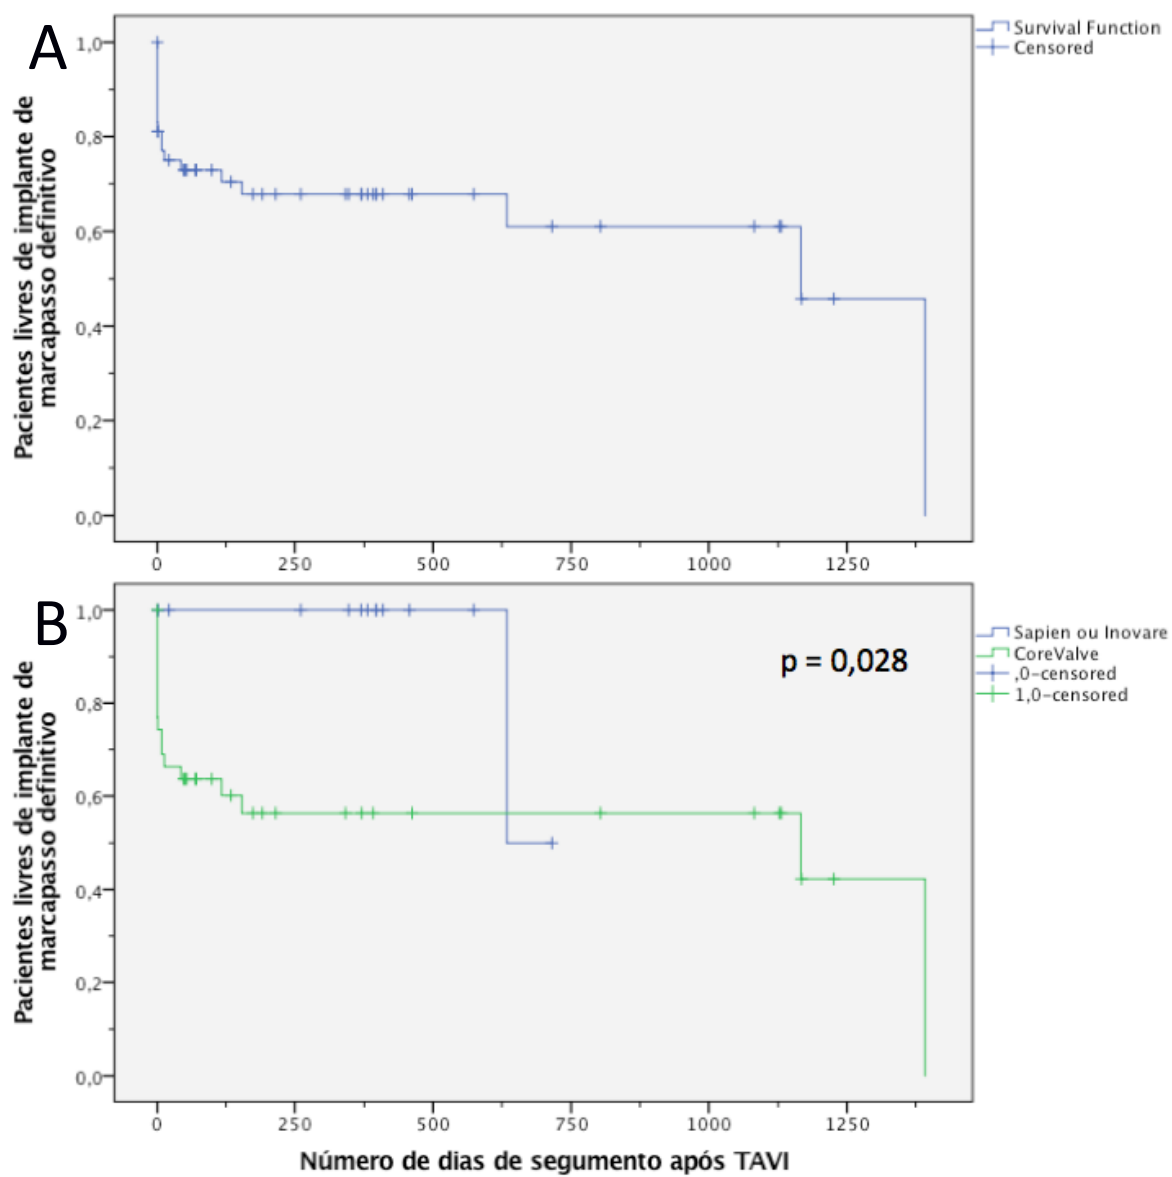 A
Pacientes livres de implante de
marcapasso definitivo
1,0
0,8
0,6
0,4
0,2
0,0
0 250 500 750 1000 1250
Survival Function
Censored
B
Pacientes livres de implante de
marcapasso definitivo
1,0
0,8
0,6
0,4
0,2
0,0
p = 0,028
0 250 500 750 1000 1250
Sapien ou Inovare
CoreValve
,0-censored
1,0-censored
Número de dias de segumento após TAVI